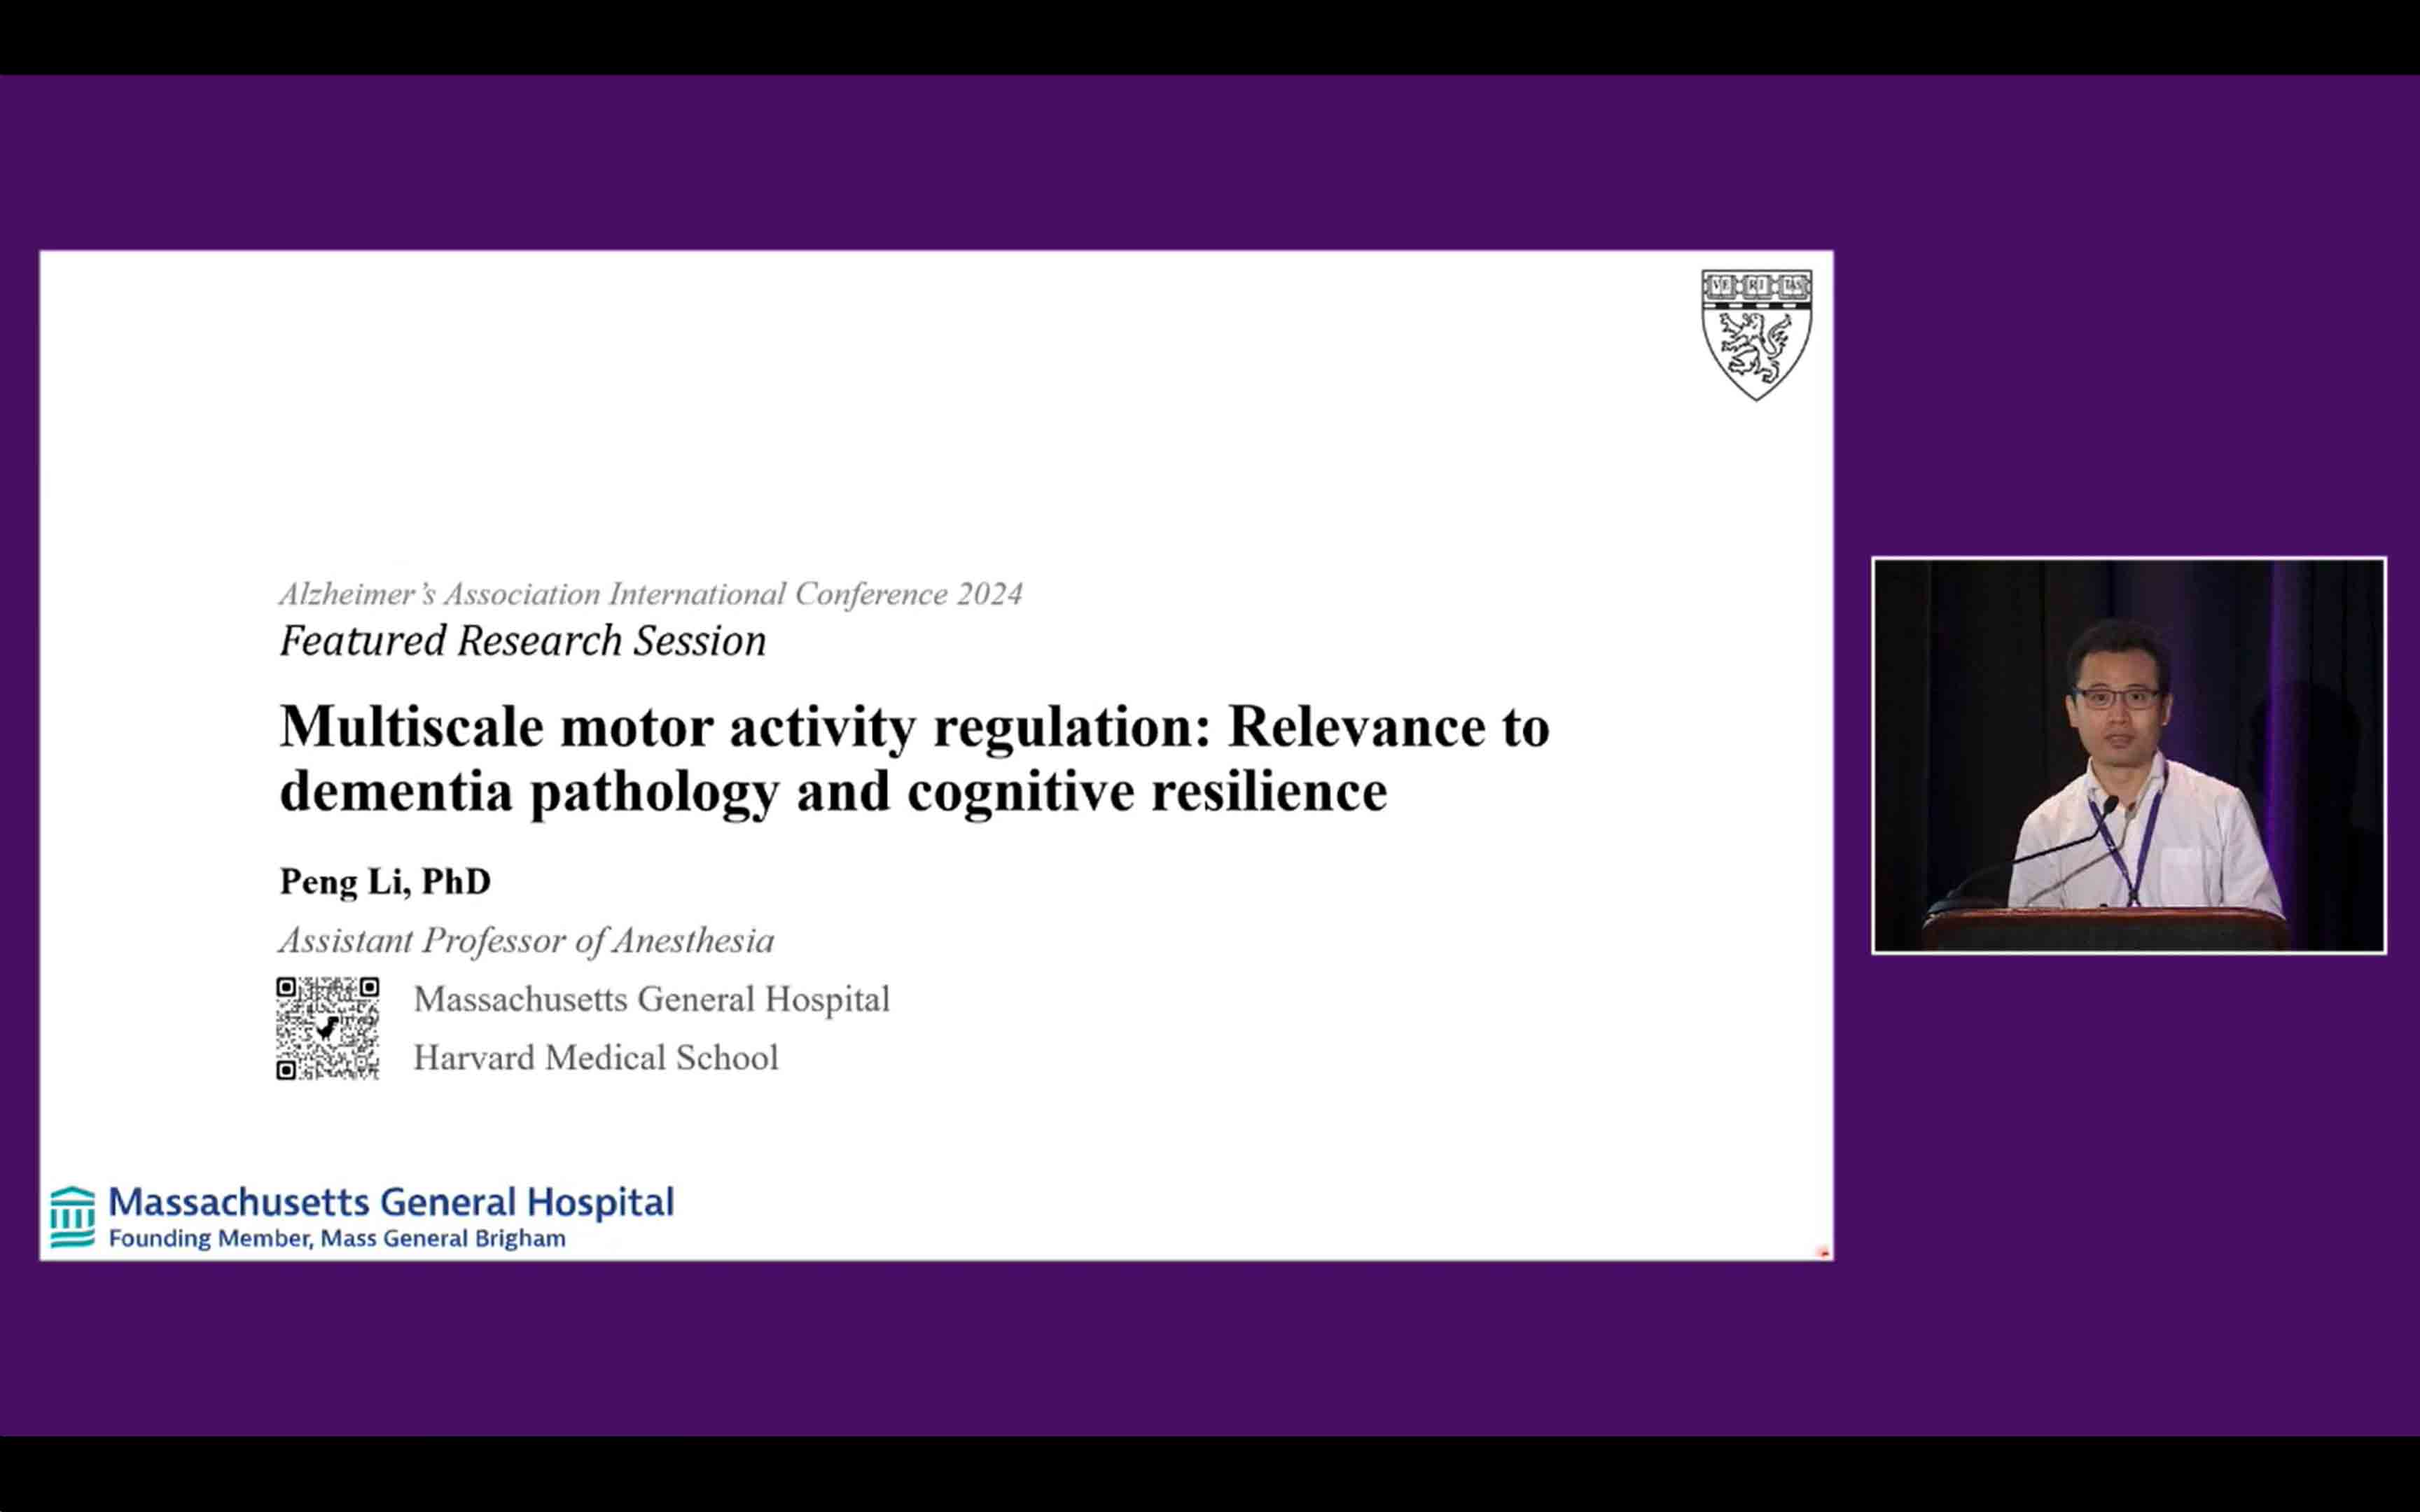 VE RI TAS
Alzheimer's Association International Conference 2024
Featured Research Session
Multiscale motor activity regulation: Relevance to
dementia pathology and cognitive resilience
Peng Li, PhD
Assistant Professor of Anesthesia
Massachusetts General Hospital
Harvard Medical School
Massachusetts General Hospital
Founding Member, Mass General Brigham